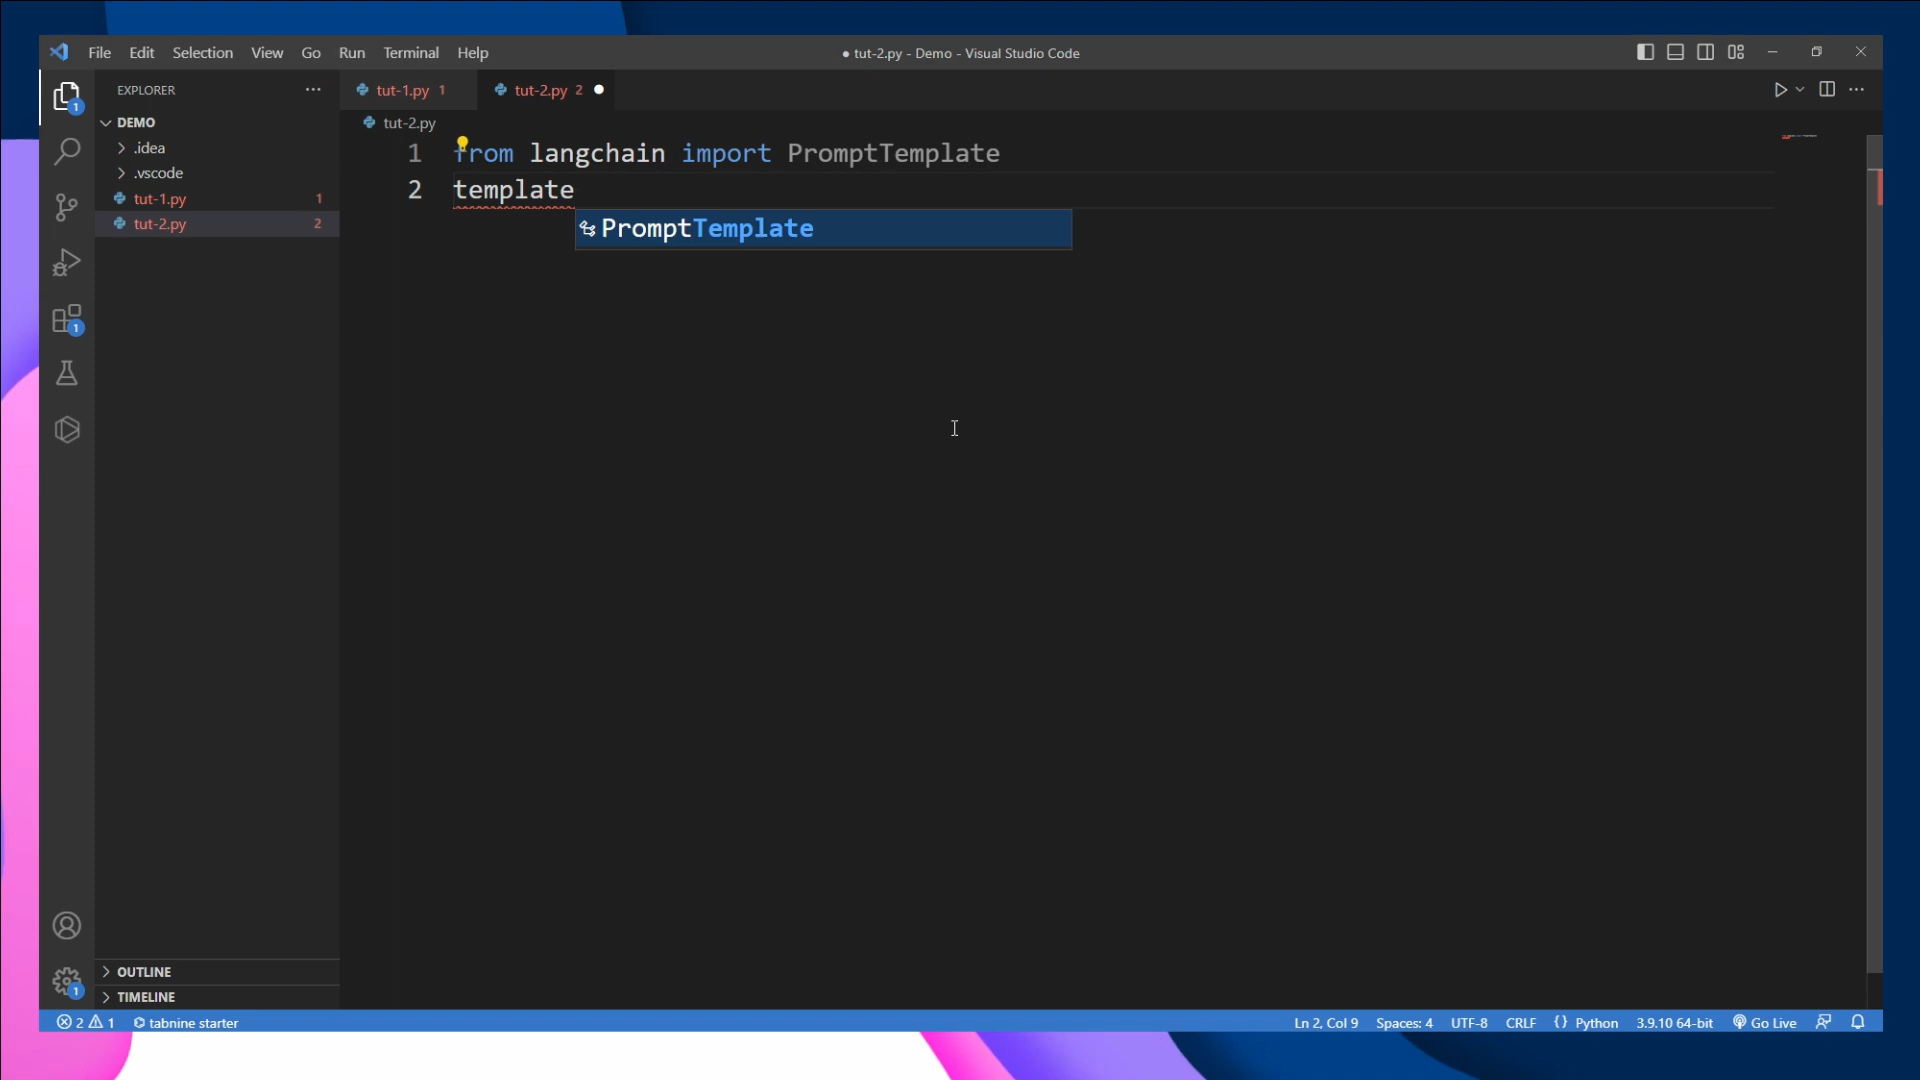 File Edit Selection View Go Run Terminal Help
● tut-2.py - Demo - Visual Studio Code
EXPLORER
tut-1.py 1
tut-2.py 2
DEMO
tut-2.py
.idea
.vscode
tut-1.py 1
tut-2.py 2
1 from langchain import PromptTemplate
2 template
PromptTemplate
1
1
1
OUTLINE
TIMELINE
2 1 tabnine starter
Ln 2, Col 9 Spaces: 4 UTF-8 CRLF {} Python 3.9.10 64-bit Go Live